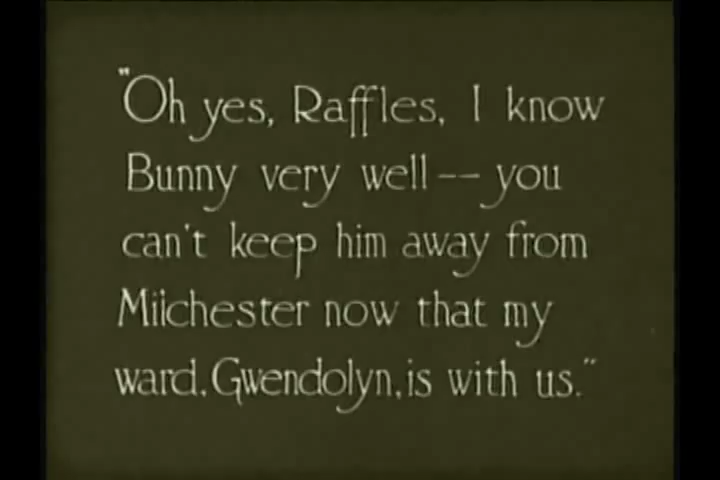 "Oh yes, Raffles, I know
Bunny very well -- you
can't keep him away from
Milchester now that my
ward, Gwendolyn, is with us."